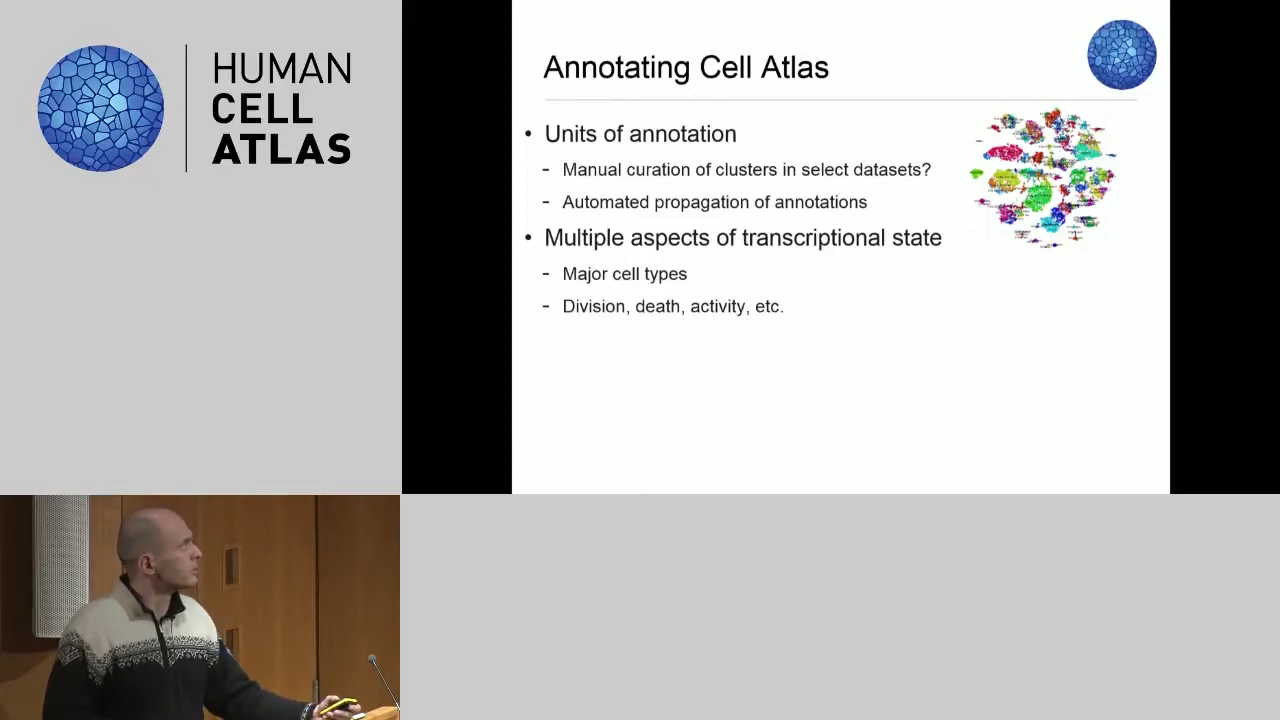 HUMAN
CELL
ATLAS
Annotating Cell Atlas
• Units of annotation
- Manual curation of clusters in select datasets?
- Automated propagation of annotations
• Multiple aspects of transcriptional state
- Major cell types
- Division, death, activity, etc.